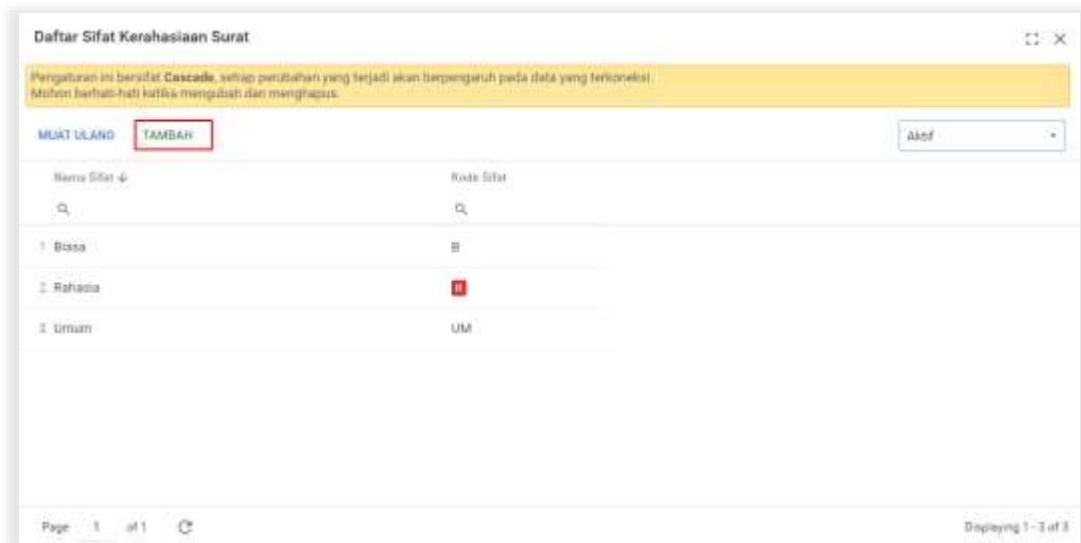 Daftar Sifat Kerahasiaan Surat
Pengaturan ini bersifat Cascade, setiap perubahan yang terjadi akan berpengaruh pada data yang terkoneksi.
Mohon berhati-hati ketika mengubah dan menghapus.
MUAT ULANG TAMBAH Aktif
Nama Sifat Kode Sifat
1 Biasa B
2 Rahasia
3 Umum UM
Page 1 of 1 Displaying 1 - 3 of 3